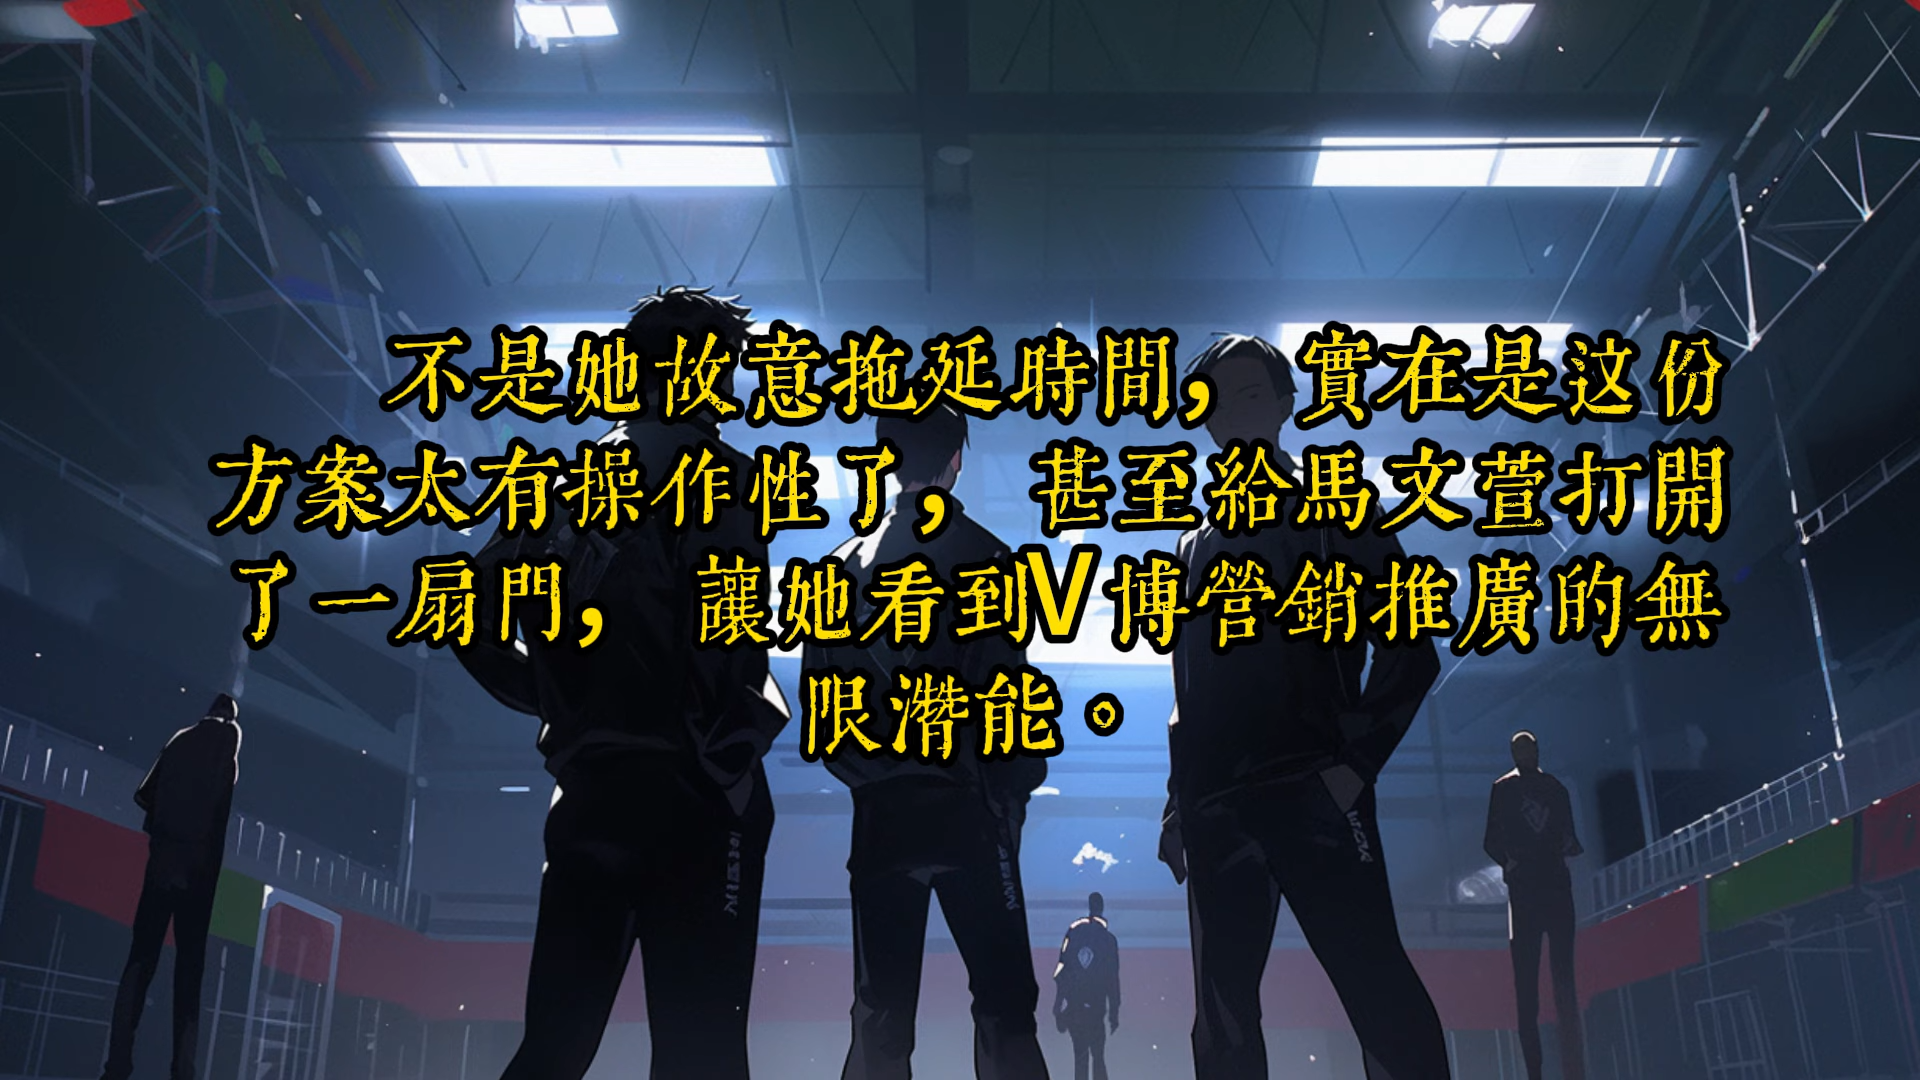 不是她故意拖延時間，實在是这份
方案太有操作性了，甚至給馬文萱打開
了一扇門，讓她看到V博營銷推廣的無
限潛能。